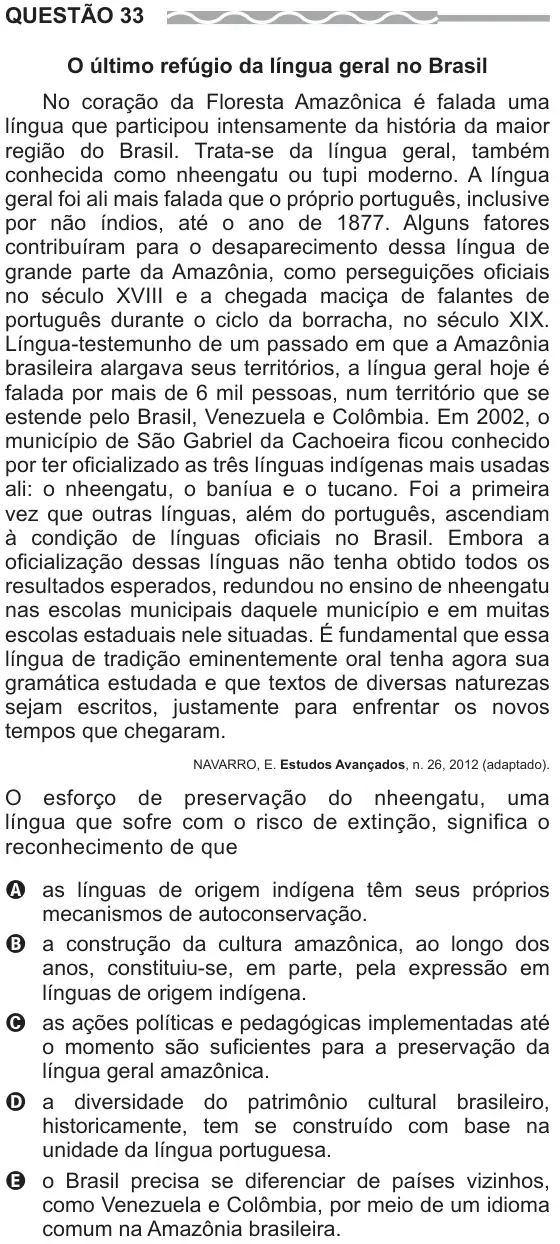 QUESTÃO 33
O último refúgio da língua geral no Brasil
No coração da Floresta Amazônica é falada uma
língua que participou intensamente da história da maior
região do Brasil. Trata-se da língua geral, também
conhecida como nheengatu ou tupi moderno. A língua
geral foi ali mais falada que o próprio português, inclusive
por não índios, até o ano de 1877. Alguns fatores
contribuíram para o desaparecimento dessa língua de
grande parte da Amazônia, como perseguições oficiais
no século XVIII e a chegada maciça de falantes de
português durante o ciclo da borracha, no século XIX.
Língua-testemunho de um passado em que a Amazônia
brasileira alargava seus territórios, a língua geral hoje é
falada por mais de 6 mil pessoas, num território que se
estende pelo Brasil, Venezuela e Colômbia. Em 2002, o
município de São Gabriel da Cachoeira ficou conhecido
por ter oficializado as três línguas indígenas mais usadas
ali: o nheengatu, o baníua e o tucano. Foi a primeira
vez que outras línguas, além do português, ascendiam
à condição de línguas oficiais no Brasil. Embora a
oficialização dessas línguas não tenha obtido todos os
resultados esperados, redundou no ensino de nheengatu
nas escolas municipais daquele município e em muitas
escolas estaduais nele situadas. É fundamental que essa
língua de tradição eminentemente oral tenha agora sua
gramática estudada e que textos de diversas naturezas
sejam escritos, justamente para enfrentar os novos
tempos que chegaram.
NAVARRO, E. Estudos Avançados, n. 26, 2012 (adaptado).
O esforço de preservação do nheengatu, uma
língua que sofre com o risco de extinção, significa o
reconhecimento de que
A as línguas de origem indígena têm seus próprios
mecanismos de autoconservação.
B a construção da cultura amazônica, ao longo dos
anos, constituiu-se, em parte, pela expressão em
línguas de origem indígena.
C as ações políticas e pedagógicas implementadas até
o momento são suficientes para a preservação da
língua geral amazônica.
D a diversidade do patrimônio cultural brasileiro,
historicamente, tem se construído com base na
unidade da língua portuguesa.
E o Brasil precisa se diferenciar de países vizinhos,
como Venezuela e Colômbia, por meio de um idioma
comum na Amazônia brasileira.